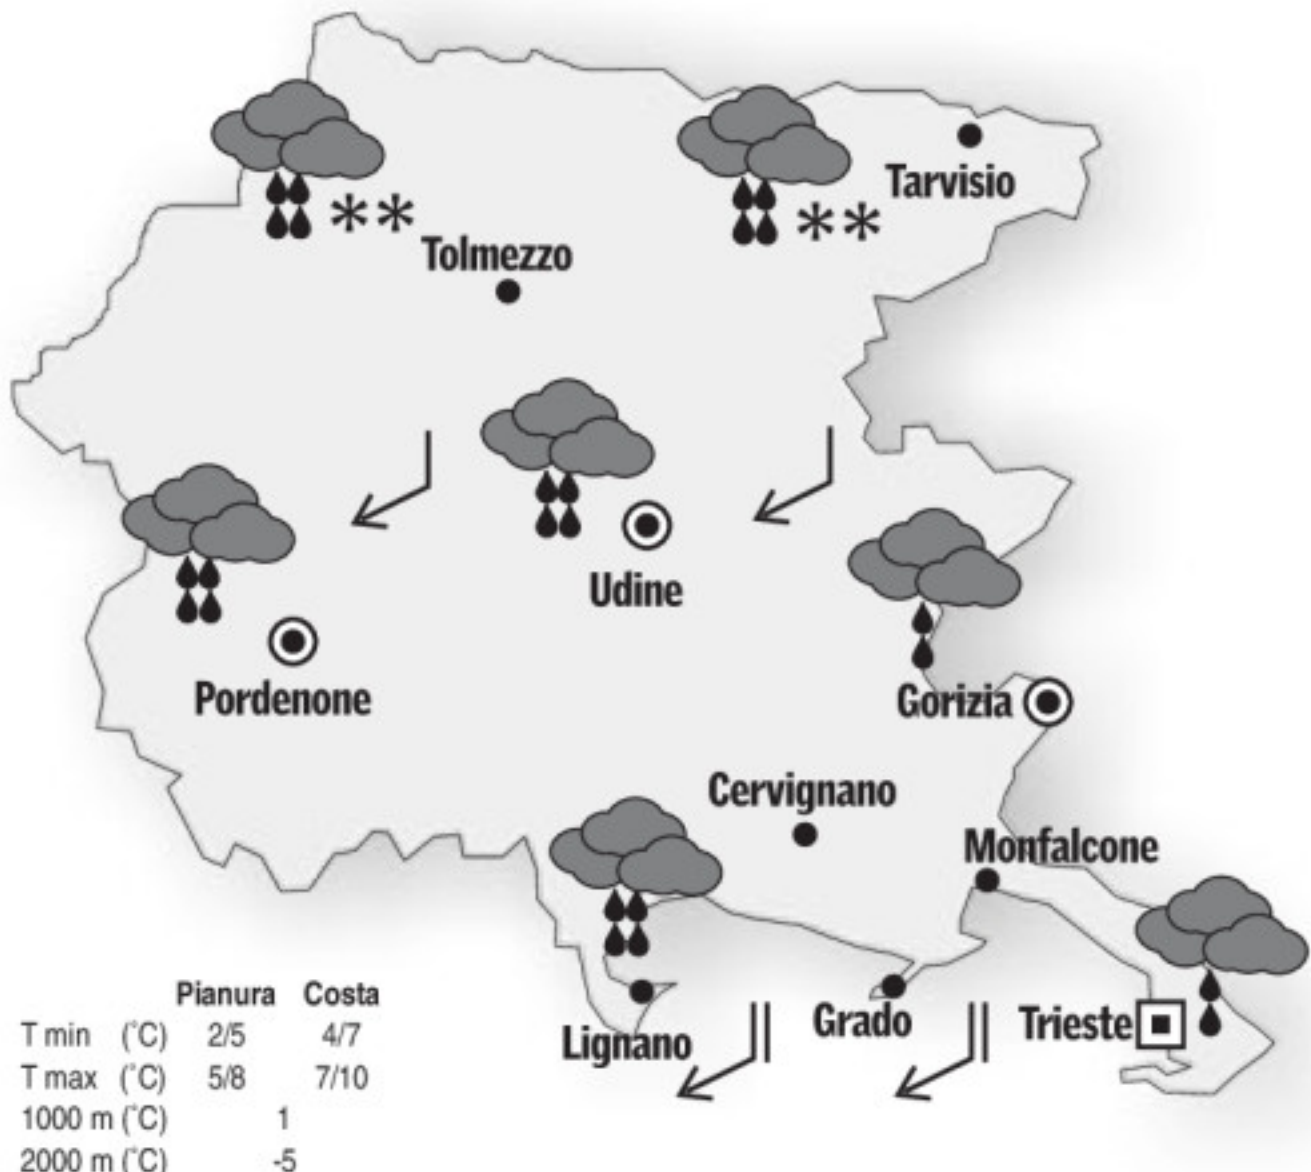 Tarvisio
Tolmezzo
Udine
Pordenone
Gorizia
Cervignano
Monfalcone
Lignano
Grado
Trieste
Pianura Costa
T min (°C) 2/5 4/7
T max (°C) 5/8 7/10
1000 m (°C) 1
2000 m (°C) -5